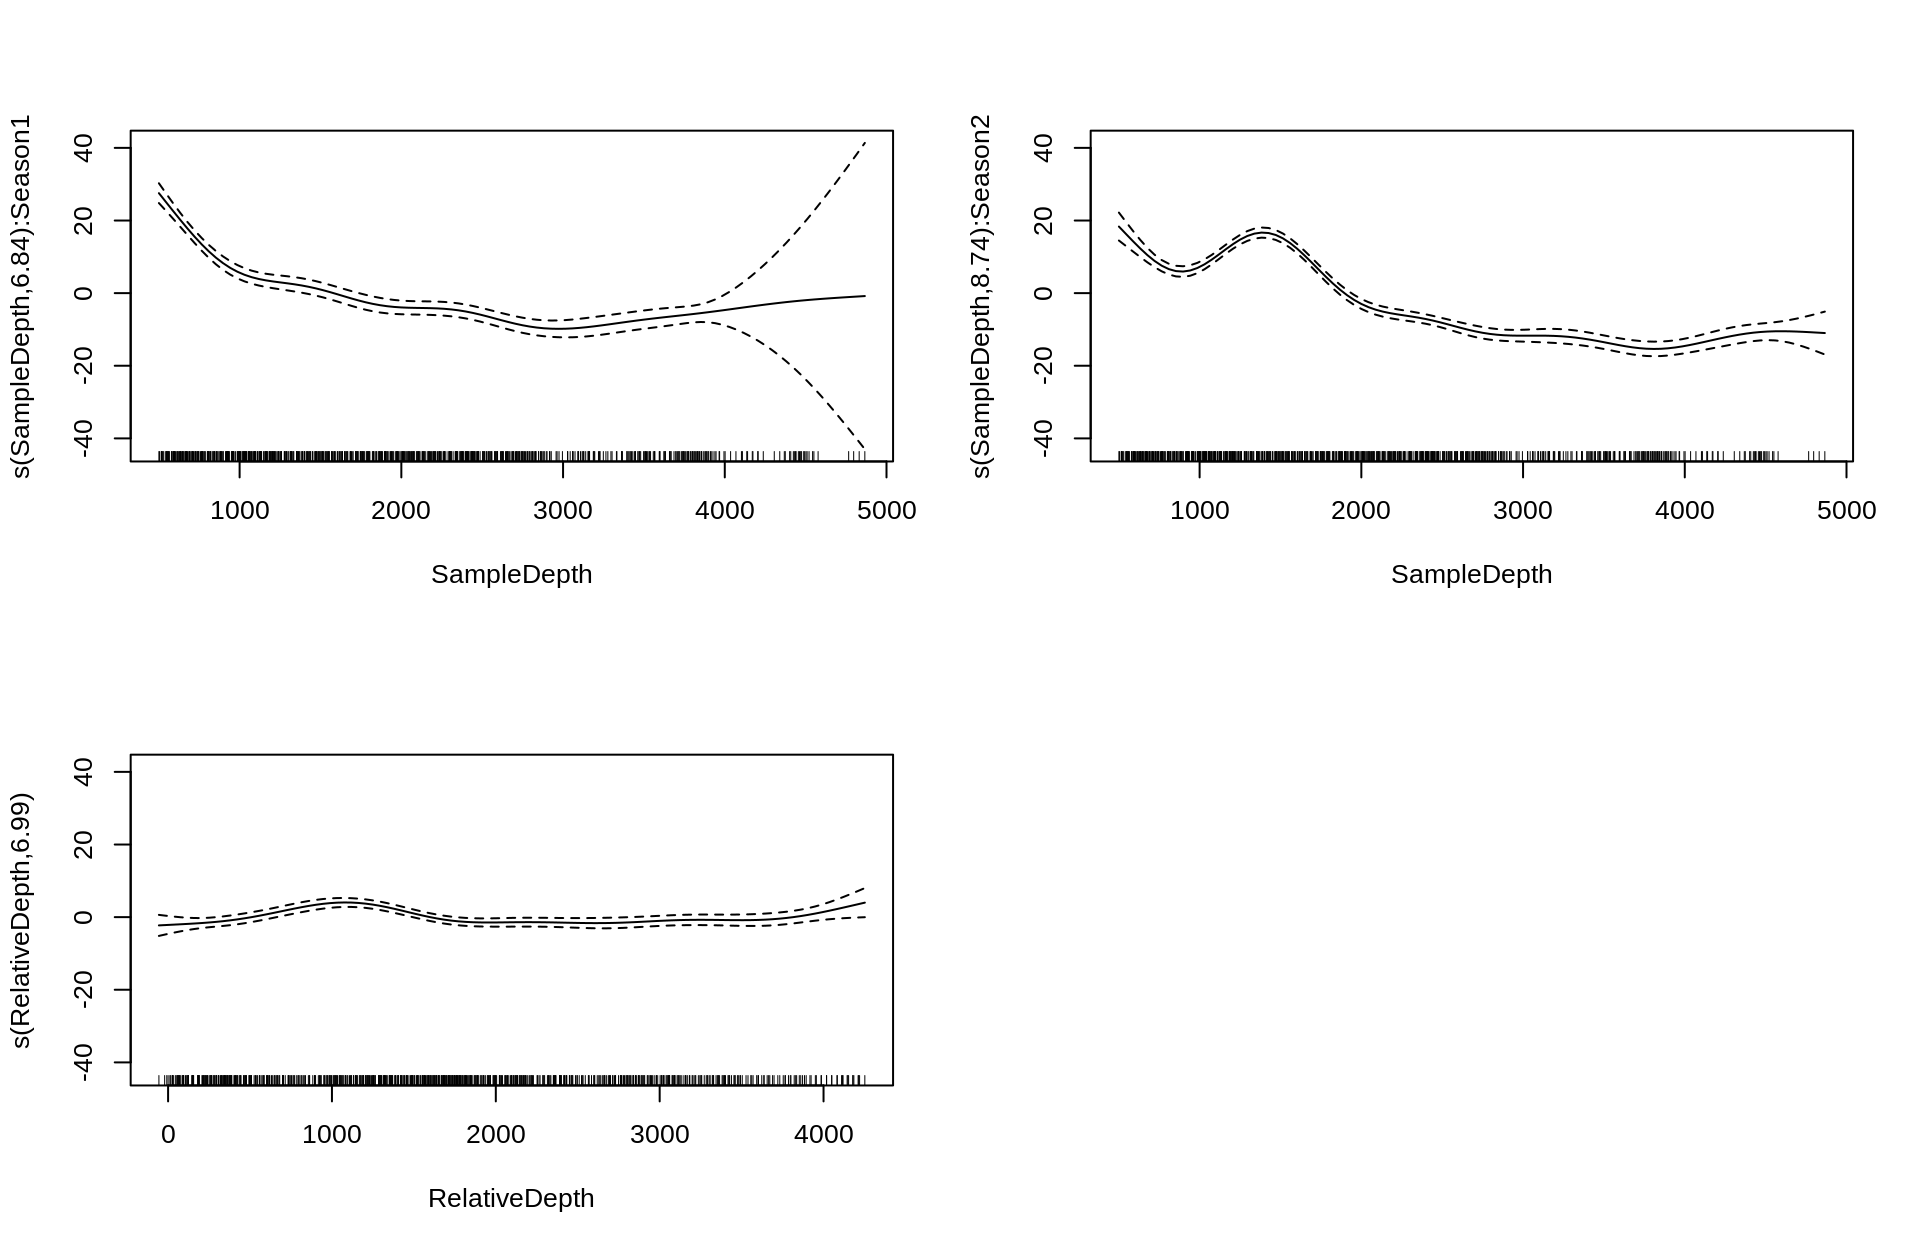 s(SampleDepth,6.84):Season1
40
20
0
-20
-40
1000 2000 3000 4000 5000
SampleDepth
s(SampleDepth,8.74):Season2
40
20
0
-20
-40
1000 2000 3000 4000 5000
SampleDepth
s(RelativeDepth,6.99)
40
20
0
-20
-40
0 1000 2000 3000 4000
RelativeDepth